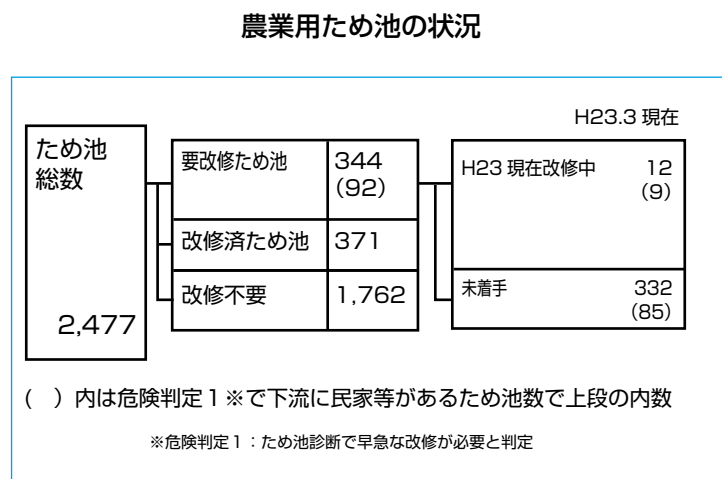 農業用ため池の状況
H23.3 現在
ため池
総数
2,477
要改修ため池 344
(92)
改修済ため池 371
改修不要 1,762
H23 現在改修中 12
(9)
未着手 332
(85)
(　)内は危険判定1※で下流に民家等があるため池数で上段の内数
※危険判定1：ため池診断で早急な改修が必要と判定